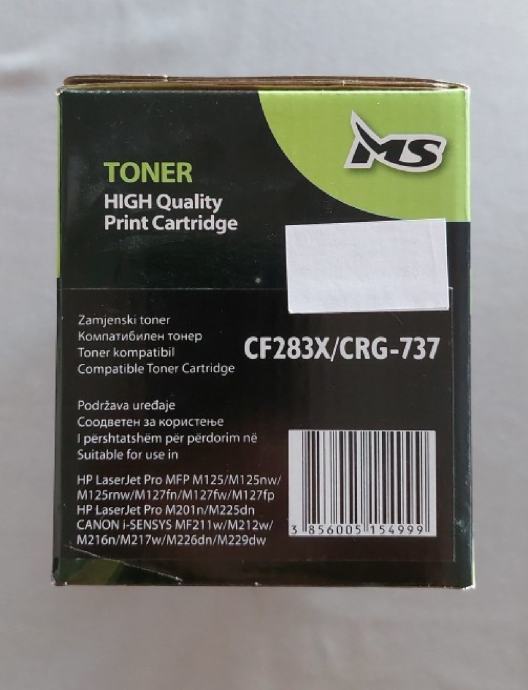 MS
TONER
HIGH Quality
Print Cartridge
Zamjenski toner
Компатибилен тонер
Toner kompatibil
Compatible Toner Cartridge
CF283X/CRG-737
Podržava uređaje
Соодветен за користење
I përshtatshëm për përdorim në
Suitable for use in
HP LaserJet Pro MFP M125/M125nw/
M125rnw/M127fn/M127fw/M127fp
HP LaserJet Pro M201n/M225dn
CANON i-SENSYS MF211w/M212w/
M216n/M217w/M226dn/M229dw
3 856005 154999